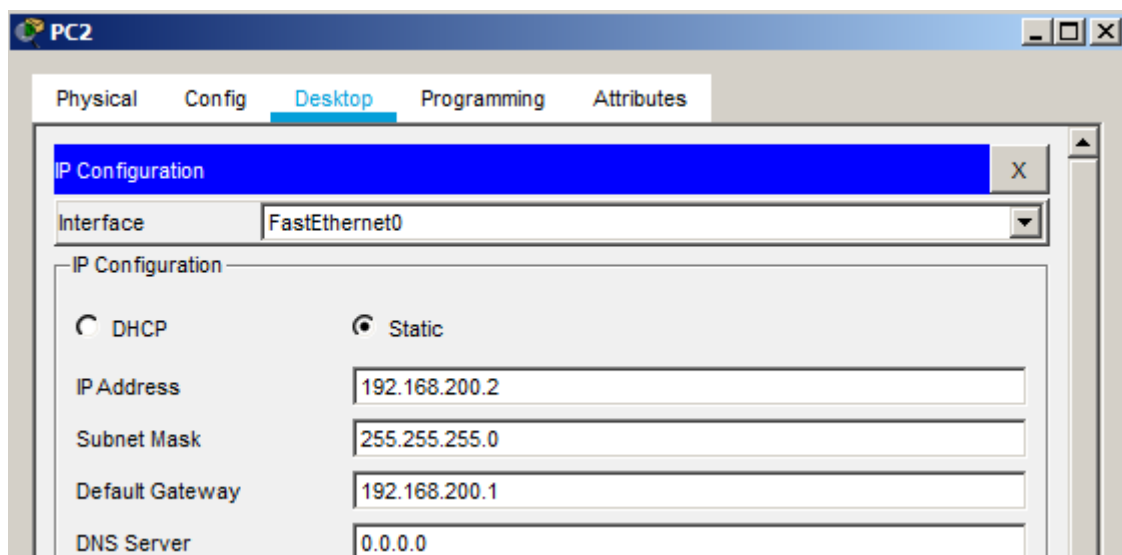 PC2
Physical Config Desktop Programming Attributes
IP Configuration X
Interface FastEthernet0
IP Configuration
DHCP Static
IP Address 192.168.200.2
Subnet Mask 255.255.255.0
Default Gateway 192.168.200.1
DNS Server 0.0.0.0